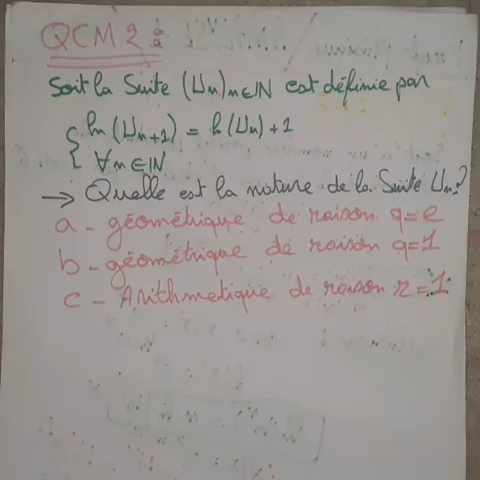 QCM 2 :
Soit la Suite (Un)n∈IN est définie par
{ ln (Un+1) = ln (Un) + 1
∀n∈IN
→ Quelle est la nature de la Suite Un?
a - géométrique de raison q=e
b - géométrique de raison q=1
c - Arithmetique de raison r=1